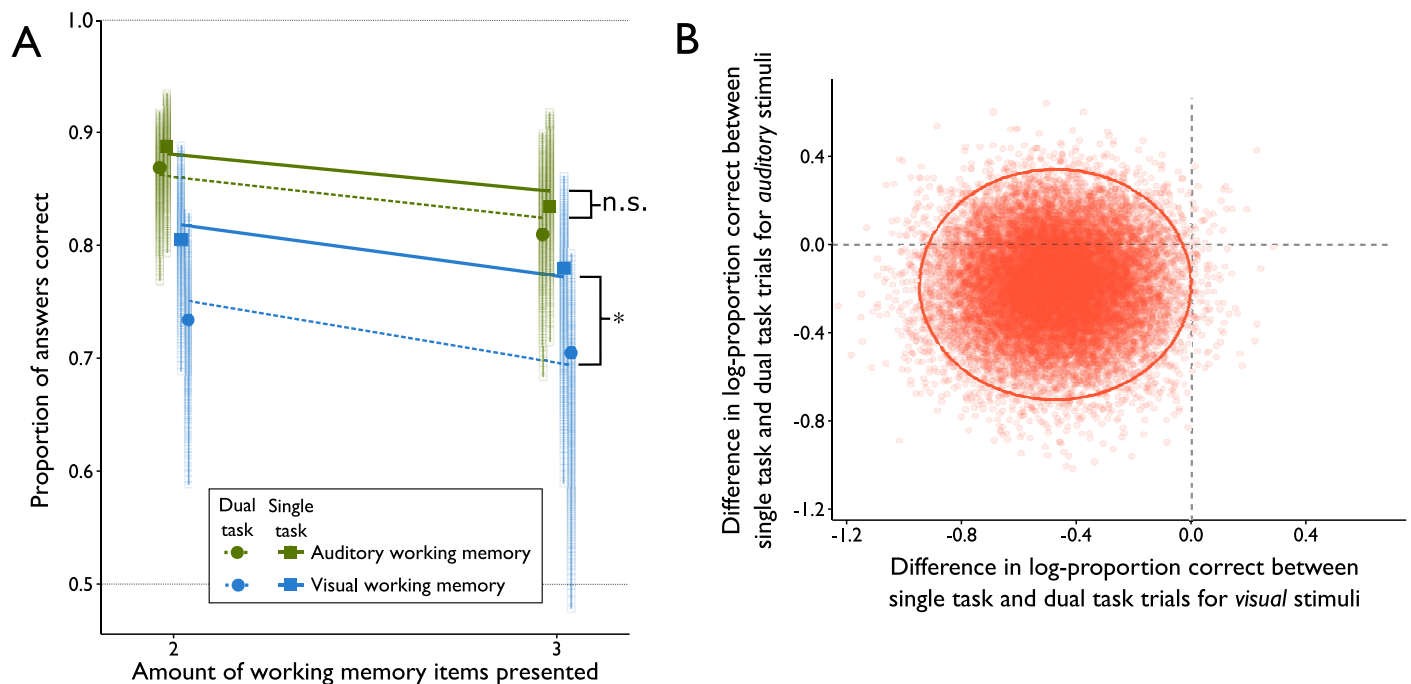 A
Proportion of answers correct
1.0
0.9
0.8
0.7
0.6
0.5
n.s.
*
Dual Single
task task
Auditory working memory
Visual working memory
2 3
Amount of working memory items presented
B
Difference in log-proportion correct between
single task and dual task trials for auditory stimuli
0.4
0.0
-0.4
-0.8
-1.2
-1.2 -0.8 -0.4 0.0 0.4
Difference in log-proportion correct between
single task and dual task trials for visual stimuli